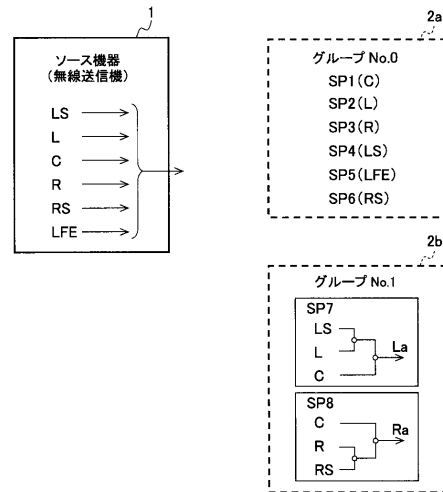 1
ソース機器
(無線送信機)
LS
L
C
R
RS
LFE
2a
グループ No.0
SP1(C)
SP2(L)
SP3(R)
SP4(LS)
SP5(LFE)
SP6(RS)
2b
グループ No.1
SP7
LS
L
C
La
SP8
C
R
RS
Ra